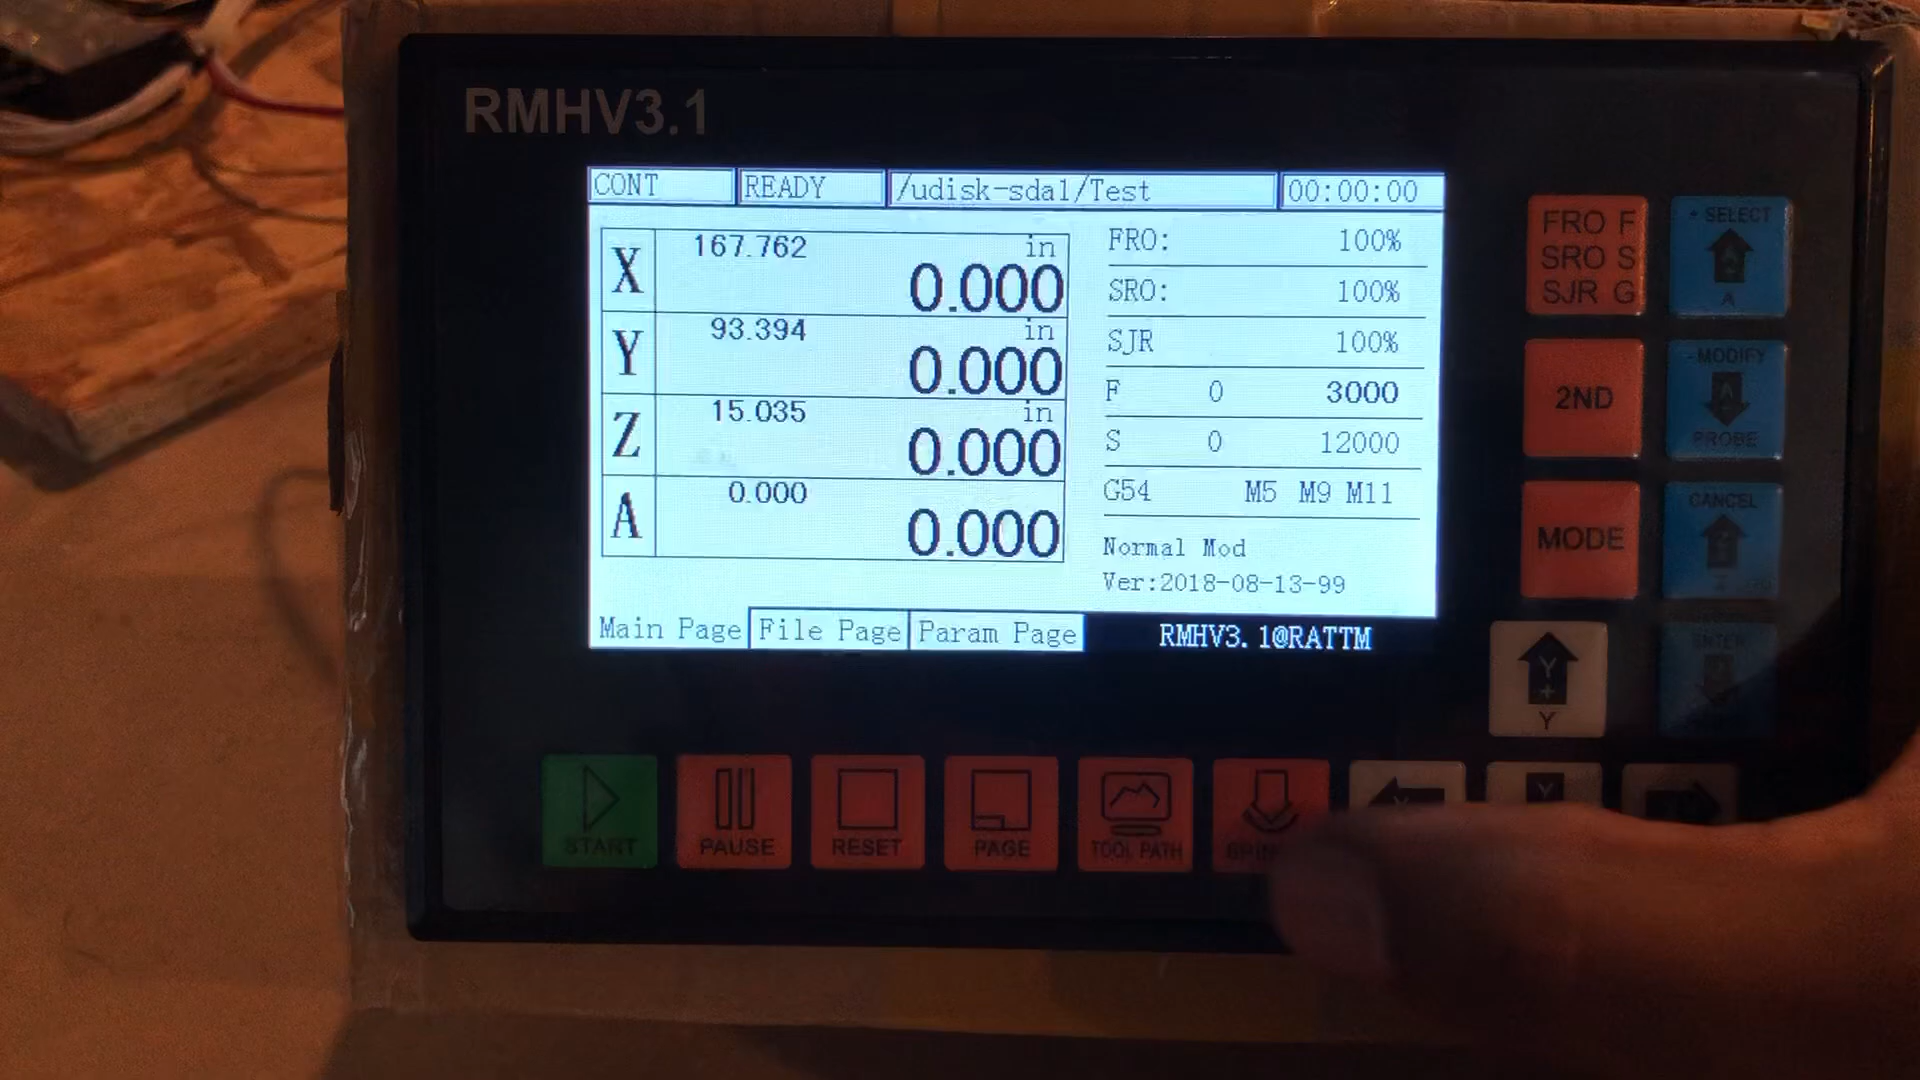 RMHV3.1
CONT READY /udisk-sda1/Test 00:00:00
X 167.762 in 0.000
Y 93.394 in 0.000
Z 15.035 in 0.000
A 0.000 0.000
FRO: 100%
SRO: 100%
SJR 100%
F 0 3000
S 0 12000
G54 M5 M9 M11
Normal Mod
Ver:2018-08-13-99
Main Page File Page Param Page RMHV3.1@RATTM
FRO F
SRO S
SJR G
SELECT
A+
A
2ND
-MODIFY
A-
PROBE
MODE
CANCEL
Z+
Z
Y+
Y
ENTER
START
PAUSE
RESET
PAGE
TOOL PATH
Y